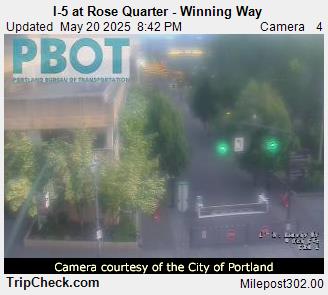 I-5 at Rose Quarter - Winning Way
Updated May 20 2025 8:42 PM Camera 4
PBOT
PORTLAND BUREAU OF TRANSPORTATION
Camera courtesy of the City of Portland
TripCheck.com Milepost302.00